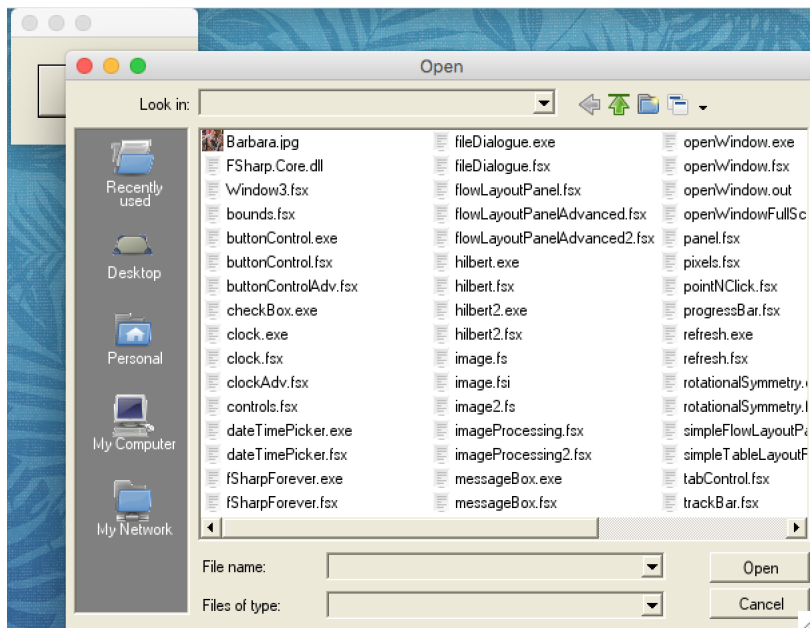 Open
Look in:
Recently
used
Desktop
Personal
My Computer
My Network
Barbara.jpg
FSharp.Core.dll
Window3.fsx
bounds.fsx
buttonControl.exe
buttonControl.fsx
buttonControlAdv.fsx
checkBox.exe
clock.exe
clock.fsx
clockAdv.fsx
controls.fsx
dateTimePicker.exe
dateTimePicker.fsx
fSharpForever.exe
fSharpForever.fsx
fileDialogue.exe
fileDialogue.fsx
flowLayoutPanel.fsx
flowLayoutPanelAdvanced.fsx
flowLayoutPanelAdvanced2.fsx
hilbert.exe
hilbert.fsx
hilbert2.exe
hilbert2.fsx
image.fs
image.fsi
image2.fs
imageProcessing.fsx
imageProcessing2.fsx
messageBox.exe
messageBox.fsx
openWindow.exe
openWindow.fsx
openWindow.out
openWindowFullSc
panel.fsx
pixels.fsx
pointNClick.fsx
progressBar.fsx
refresh.exe
refresh.fsx
rotationalSymmetry.
rotationalSymmetry.
simpleFlowLayoutP
simpleTableLayoutF
tabControl.fsx
trackBar.fsx
File name:
Open
Files of type:
Cancel